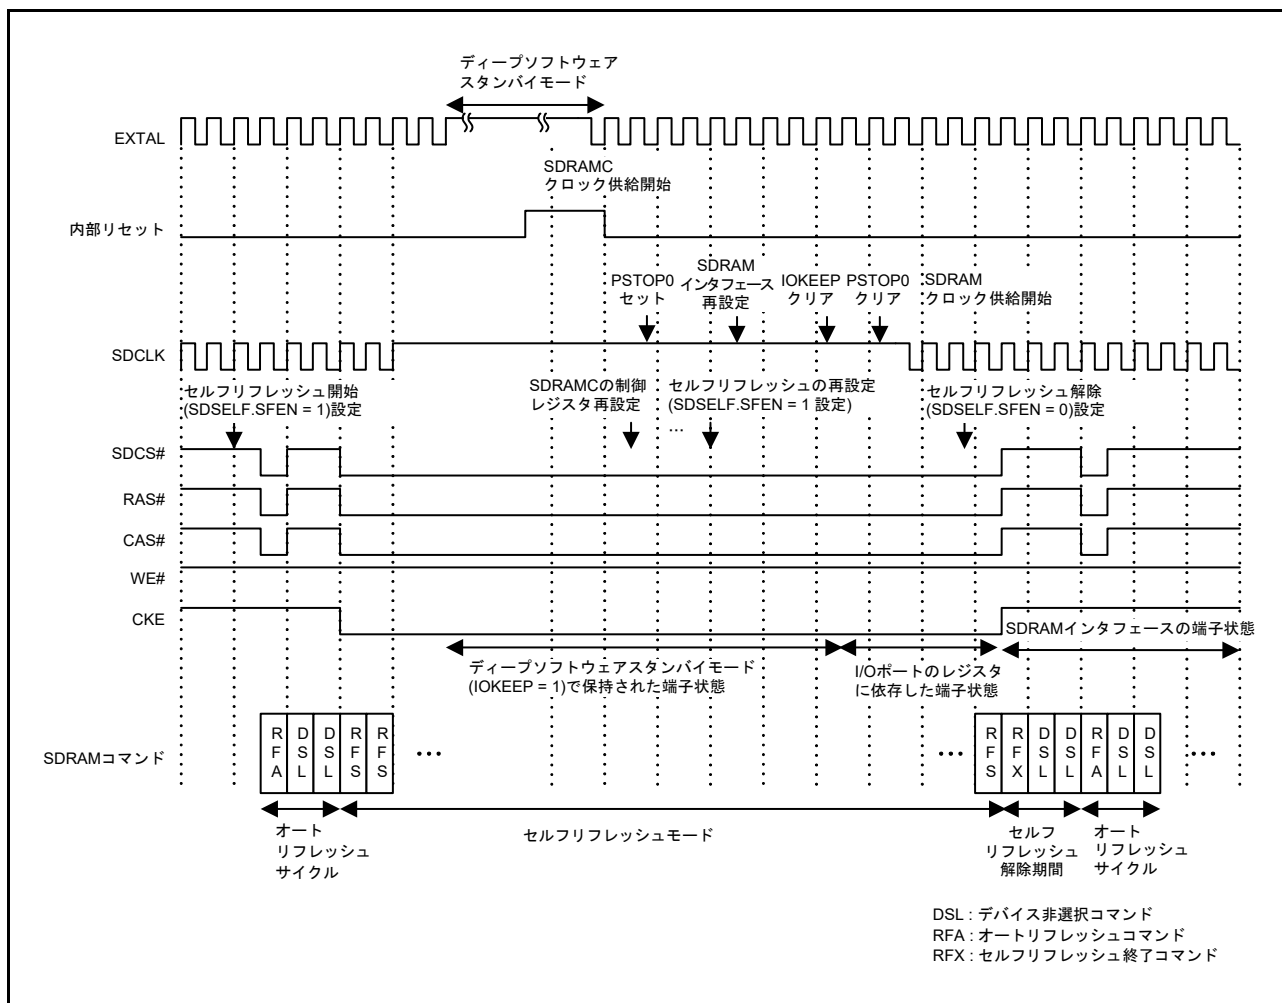 ディープソフトウェア
スタンバイモード
EXTAL
SDRAMC
クロック供給開始
内部リセット
PSTOP0
セット
SDRAM
インタフェース
再設定
IOKEEP
クリア
PSTOP0
クリア
SDRAM
クロック供給開始
SDCLK
セルフリフレッシュ開始
(SDSELF.SFEN = 1)設定
SDRAMCの制御
レジスタ再設定
セルフリフレッシュの再設定
(SDSELF.SFEN = 1 設定)
…
セルフリフレッシュ解除
(SDSELF.SFEN = 0)設定
SDCS#
RAS#
CAS#
WE#
CKE
SDRAMインタフェースの端子状態
ディープソフトウェアスタンバイモード
(IOKEEP = 1)で保持された端子状態
I/Oポートのレジスタ
に依存した端子状態
SDRAMコマンド
RFA
DSL
DSL
RFS
RFS
…
…
RFS
RFX
DSL
DSL
RFA
DSL
DSL
…
オート
リフレッシュ
サイクル
セルフリフレッシュモード
セルフ
リフレッシュ
解除期間
オート
リフレッシュ
サイクル
DSL : デバイス非選択コマンド
RFA : オートリフレッシュコマンド
RFX : セルフリフレッシュ終了コマンド